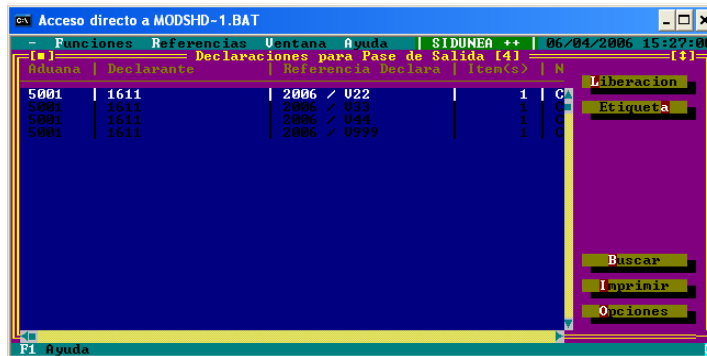 Acceso directo a MODSHD~1.BAT
- Funciones Referencias Ventana Ayuda | SIDUNEA ++ | 06/04/2006 15:27:0
[■] Declaraciones para Pase de Salida [4] [↕]
Aduana | Declarante | Referencia Declara | Item(s) | N
5001 | 1611 | 2006 / V22 1 | C
5001 | 1611 | 2006 / V33 1 | C
5001 | 1611 | 2006 / V44 1 | C
5001 | 1611 | 2006 / V999 1 | C
Liberacion
Etiqueta
Buscar
Imprimir
Opciones
F1 Ayuda